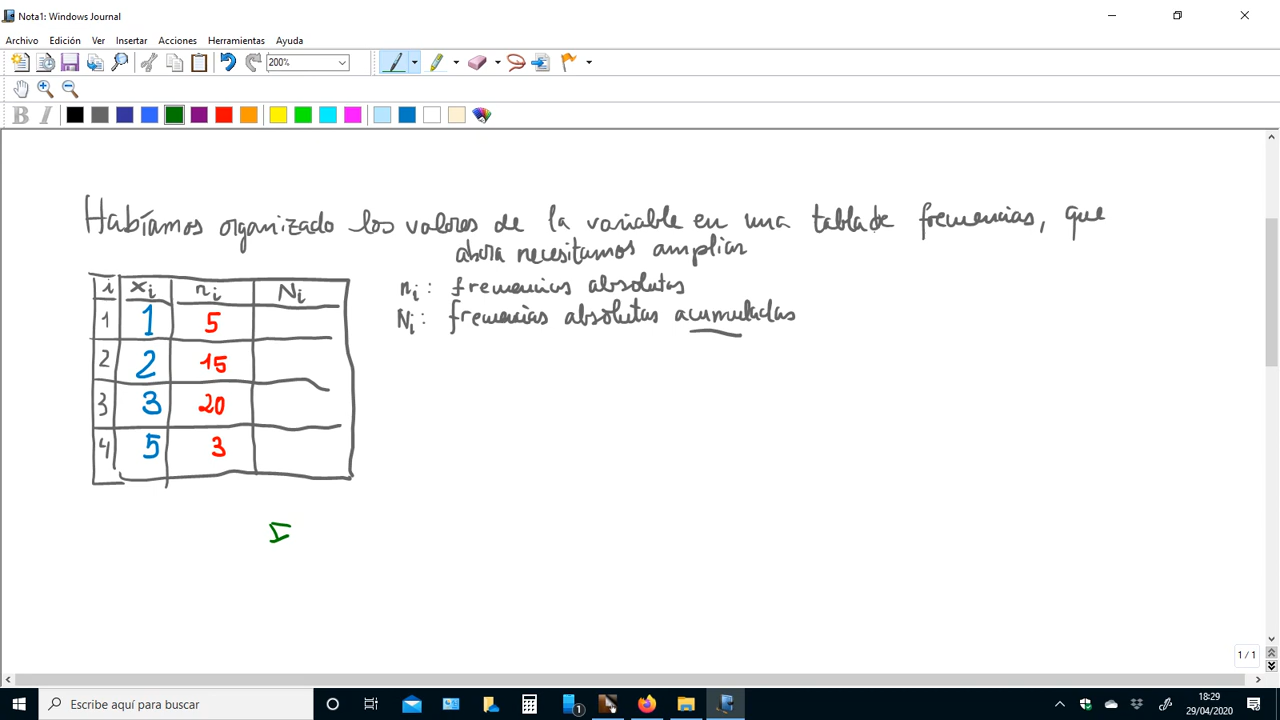 Nota1: Windows Journal
Archivo Edición Ver Insertar Acciones Herramientas Ayuda
200%
B I
Habíamos organizado los valores de la variable en una tabla de frecuencias, que
ahora necesitamos ampliar
i xi ni Ni
1 1 5
2 2 15
3 3 20
4 5 3
ni: frecuencias absolutas
Ni: frecuencias absolutas acumuladas
Σ
1 / 1
Escribe aquí para buscar
1
18:29
29/04/2020